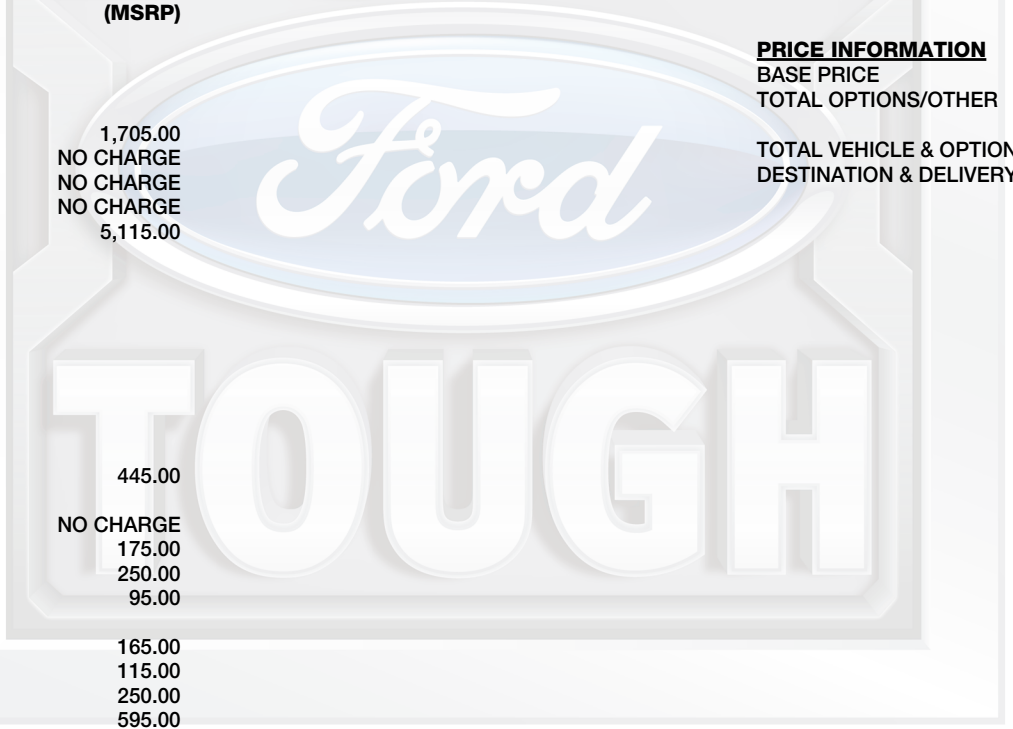 (MSRP)
1,705.00
NO CHARGE
NO CHARGE
NO CHARGE
5,115.00
445.00
NO CHARGE
175.00
250.00
95.00
165.00
115.00
250.00
595.00
PRICE INFORMATION
BASE PRICE
TOTAL OPTIONS/OTHER
TOTAL VEHICLE & OPTION
DESTINATION & DELIVERY
Ford
TOUGH